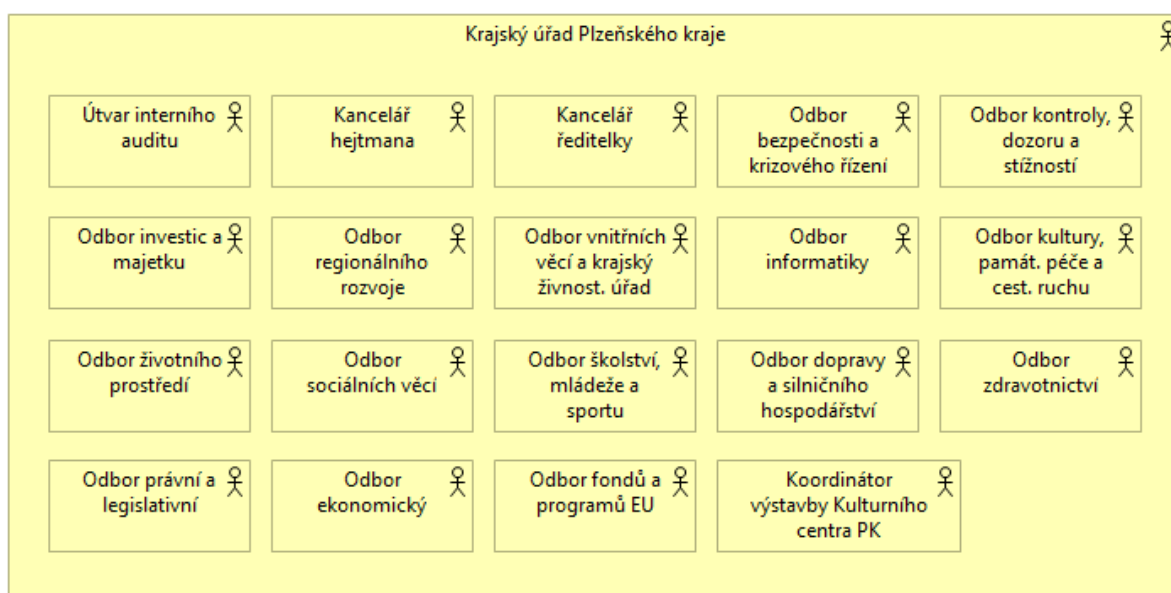 Krajský úřad Plzeňského kraje
Útvar interního
auditu
Kancelář
hejtmana
Kancelář
ředitelky
Odbor
bezpečnosti a
krizového řízení
Odbor kontroly,
dozoru a
stížností
Odbor investic a
majetku
Odbor
regionálního
rozvoje
Odbor vnitřních
věcí a krajský
živnost. úřad
Odbor
informatiky
Odbor kultury,
památ. péče a
cest. ruchu
Odbor životního
prostředí
Odbor
sociálních věcí
Odbor školství,
mládeže a
sportu
Odbor dopravy
a silničního
hospodářství
Odbor
zdravotnictví
Odbor právní a
legislativní
Odbor
ekonomický
Odbor fondů a
programů EU
Koordinátor
výstavby Kulturního
centra PK